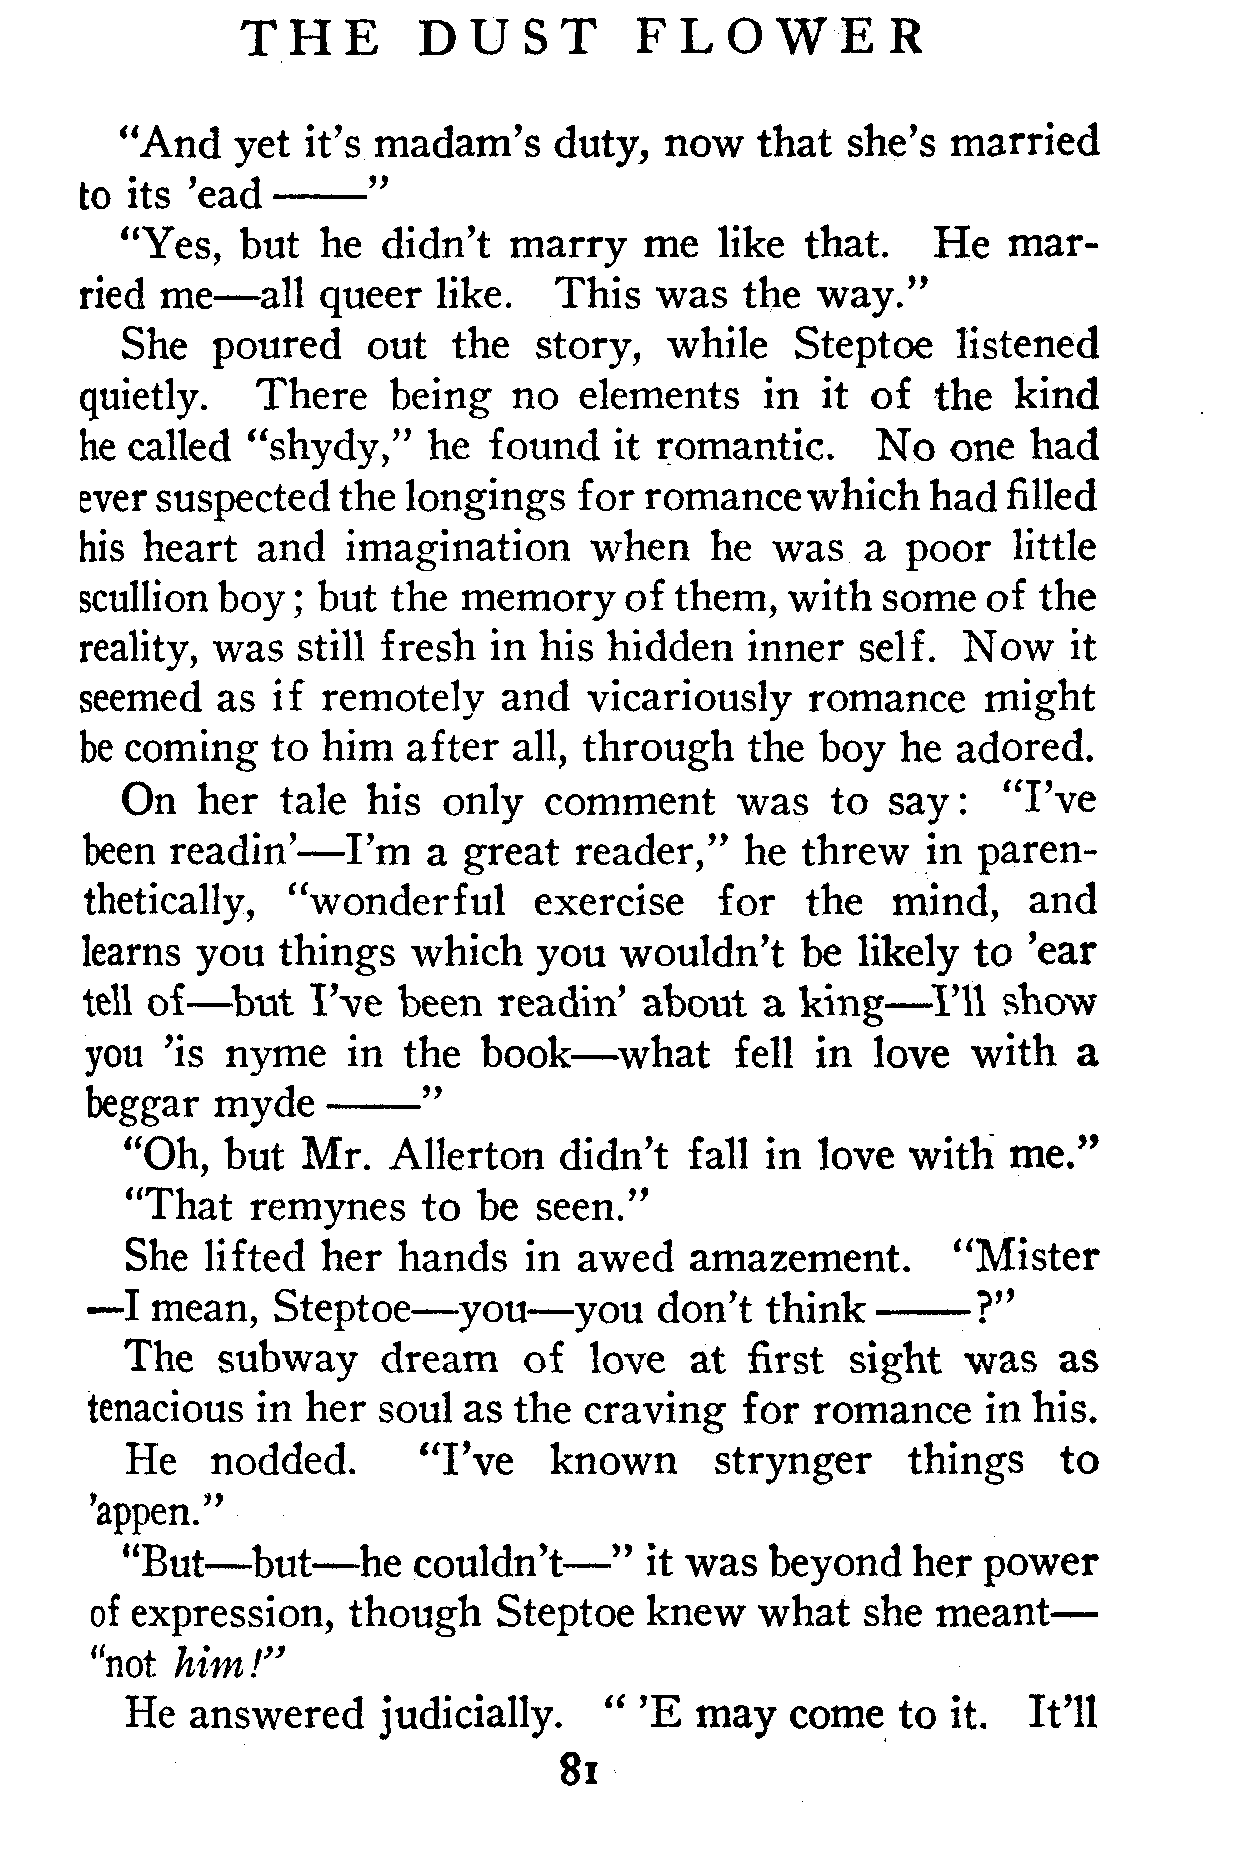 THE DUST FLOWER
"And yet it's madam's duty, now that she's married
to its 'ead ——"
"Yes, but he didn't marry me like that. He mar-
ried me—all queer like. This was the way."
She poured out the story, while Steptoe listened
quietly. There being no elements in it of the kind
he called "shydy," he found it romantic. No one had
ever suspected the longings for romance which had filled
his heart and imagination when he was a poor little
scullion boy; but the memory of them, with some of the
reality, was still fresh in his hidden inner self. Now it
seemed as if remotely and vicariously romance might
be coming to him after all, through the boy he adored.
On her tale his only comment was to say: "I've
been readin'—I'm a great reader," he threw in paren-
thetically, "wonderful exercise for the mind, and
learns you things which you wouldn't be likely to 'ear
tell of—but I've been readin' about a king—I'll show
you 'is nyme in the book—what fell in love with a
beggar myde ——"
"Oh, but Mr. Allerton didn't fall in love with me."
"That remynes to be seen."
She lifted her hands in awed amazement. "Mister
—I mean, Steptoe—you—you don't think ——?"
The subway dream of love at first sight was as
tenacious in her soul as the craving for romance in his.
He nodded. "I've known strynger things to
'appen."
"But—but—he couldn't—" it was beyond her power
of expression, though Steptoe knew what she meant—
"not him!"
He answered judicially. "'E may come to it. It'll
81